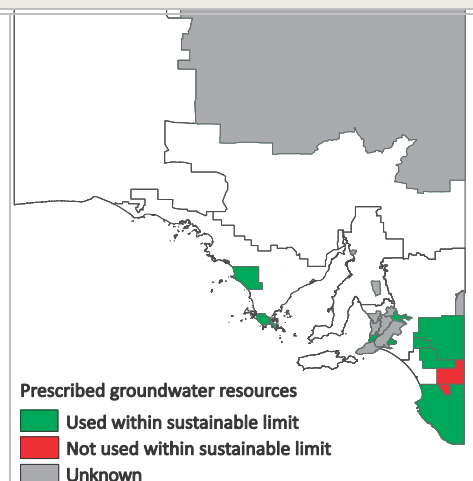 Prescribed groundwater resources
Used within sustainable limit
Not used within sustainable limit
Unknown